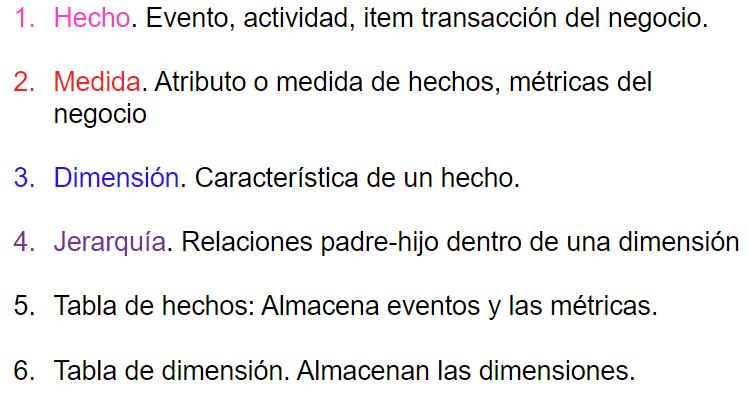 1. Hecho. Evento, actividad, item transacción del negocio.
2. Medida. Atributo o medida de hechos, métricas del
negocio
3. Dimensión. Característica de un hecho.
4. Jerarquía. Relaciones padre-hijo dentro de una dimensión
5. Tabla de hechos: Almacena eventos y las métricas.
6. Tabla de dimensión. Almacenan las dimensiones.